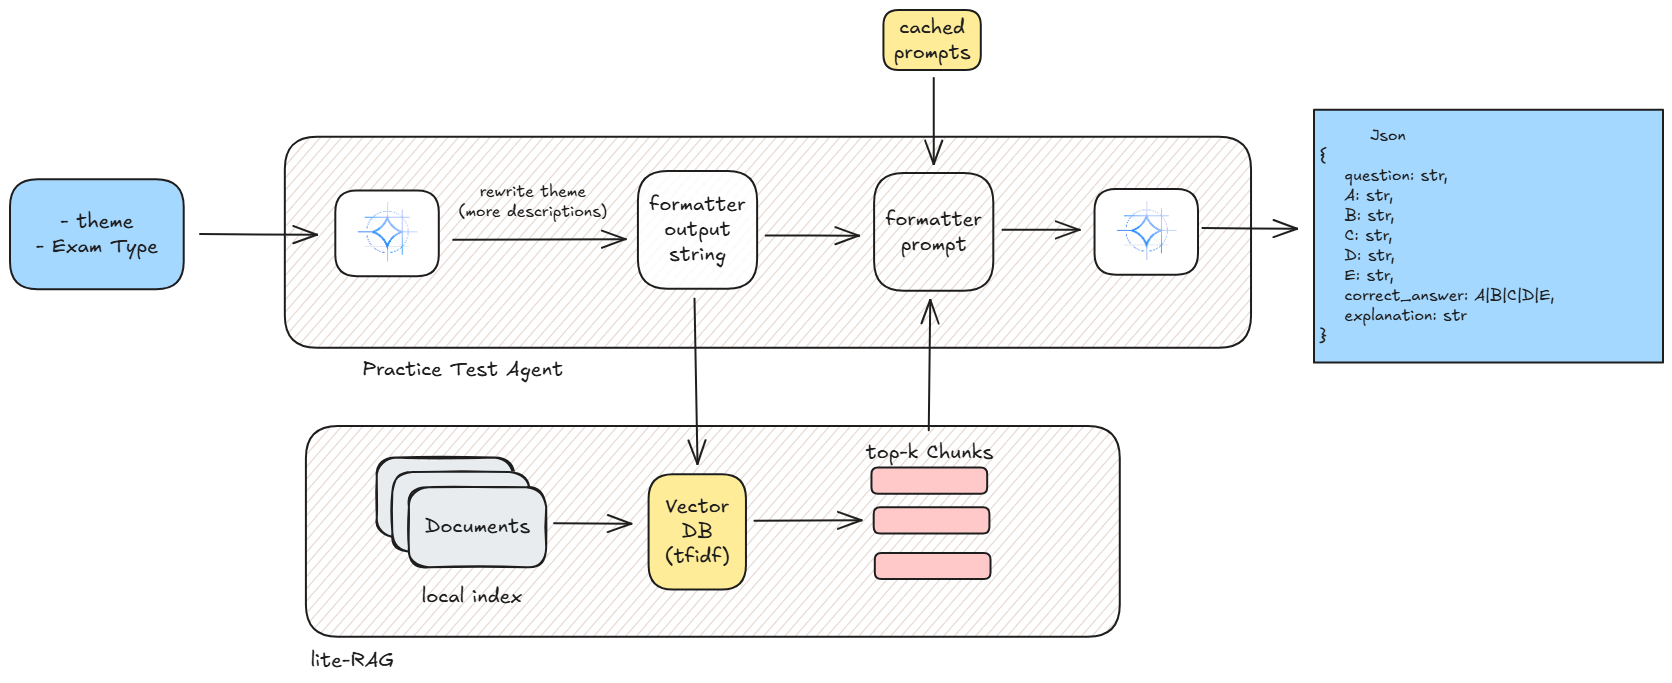 cached
prompts
- theme
- Exam Type
rewrite theme
(more descriptions)
formatter
output
string
formatter
prompt
Json
{
question: str,
A: str,
B: str,
C: str,
D: str,
E: str,
correct_answer: A|B|C|D|E,
explanation: str
}
Practice Test Agent
Documents
local index
Vector
DB
(tfidf)
top-k Chunks
lite-RAG